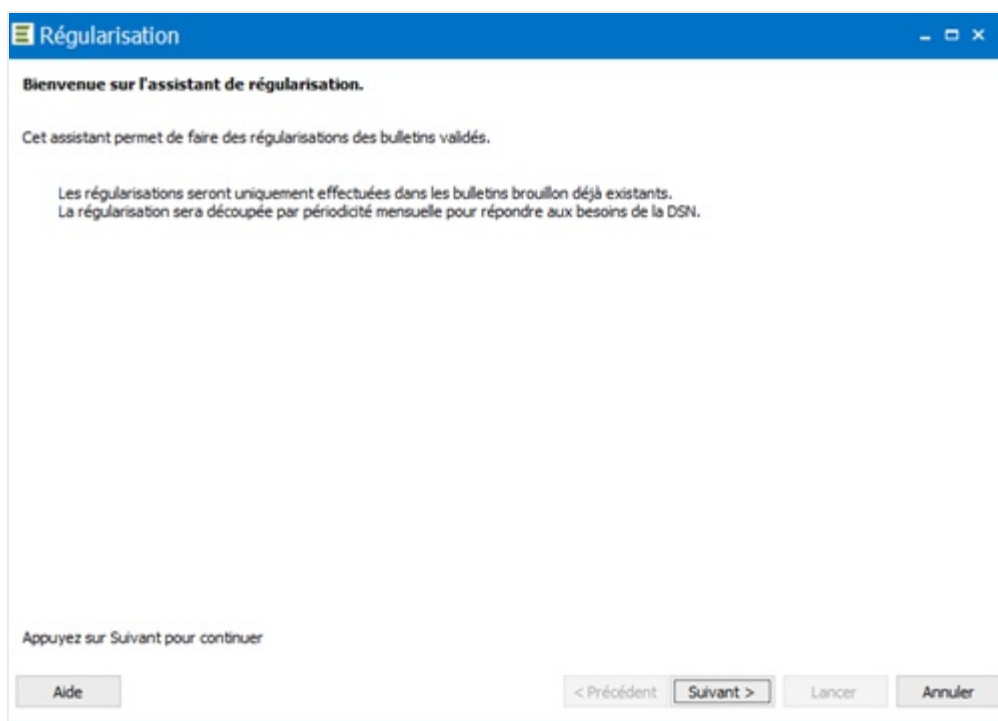 Régularisation
Bienvenue sur l'assistant de régularisation.
Cet assistant permet de faire des régularisations des bulletins validés.
Les régularisations seront uniquement effectuées dans les bulletins brouillon déjà existants.
La régularisation sera découpée par périodicité mensuelle pour répondre aux besoins de la DSN.
Appuyez sur Suivant pour continuer
Aide
< Précédent
Suivant >
Lancer
Annuler